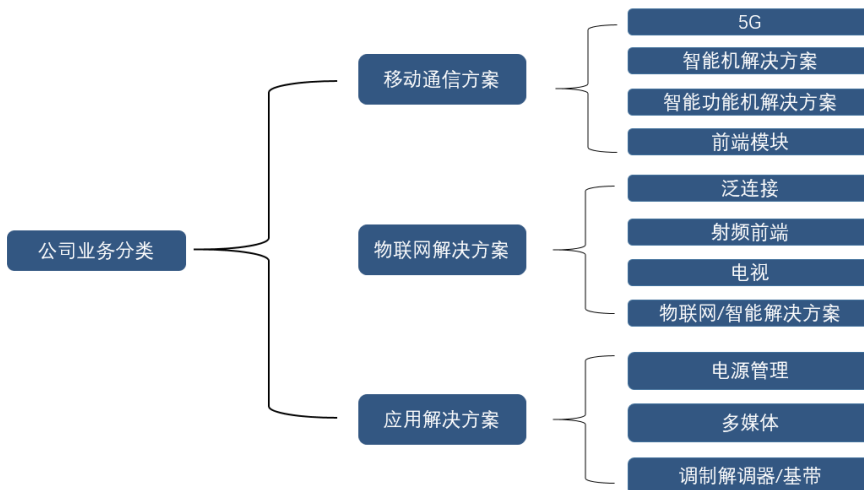 5G
智能机解决方案
移动通信方案
智能功能机解决方案
前端模块
泛连接
射频前端
公司业务分类
物联网解决方案
电视
物联网/智能解决方案
电源管理
应用解决方案
多媒体
调制解调器/基带